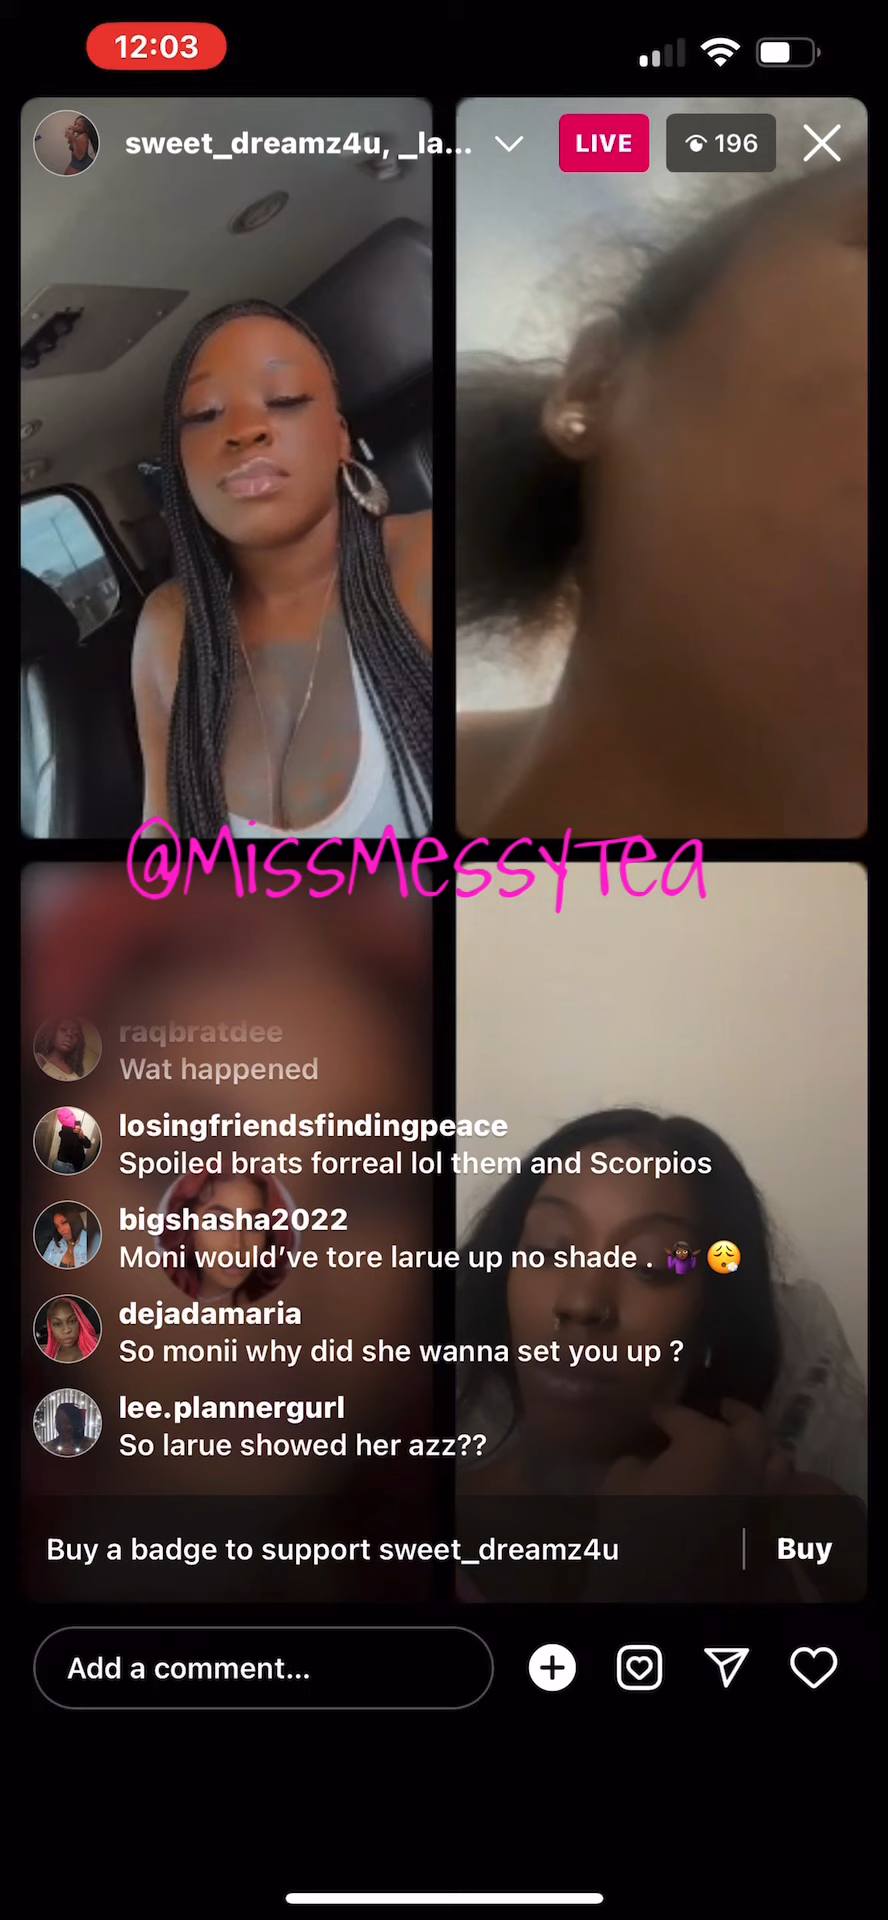 12:03
sweet_dreamz4u, _la...
LIVE
196
@MissMessyTea
raqbratdee
Wat happened
losingfriendsfindingpeace
Spoiled brats forreal lol them and Scorpios
bigshasha2022
Moni would’ve tore larue up no shade . 🤷🏿‍♀️ 😮‍💨
dejadamaria
So monii why did she wanna set you up ?
lee.plannergurl
So larue showed her azz??
Buy a badge to support sweet_dreamz4u
Buy
Add a comment...